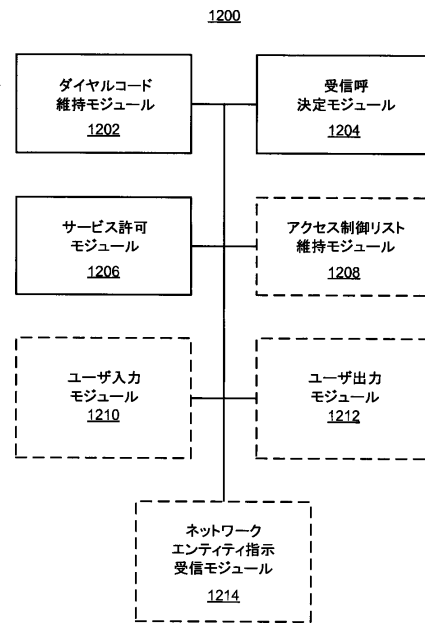 1200
ダイヤルコード
維持モジュール
1202
受信呼
決定モジュール
1204
サービス許可
モジュール
1206
アクセス制御リスト
維持モジュール
1208
ユーザ入力
モジュール
1210
ユーザ出力
モジュール
1212
ネットワーク
エンティティ指示
受信モジュール
1214